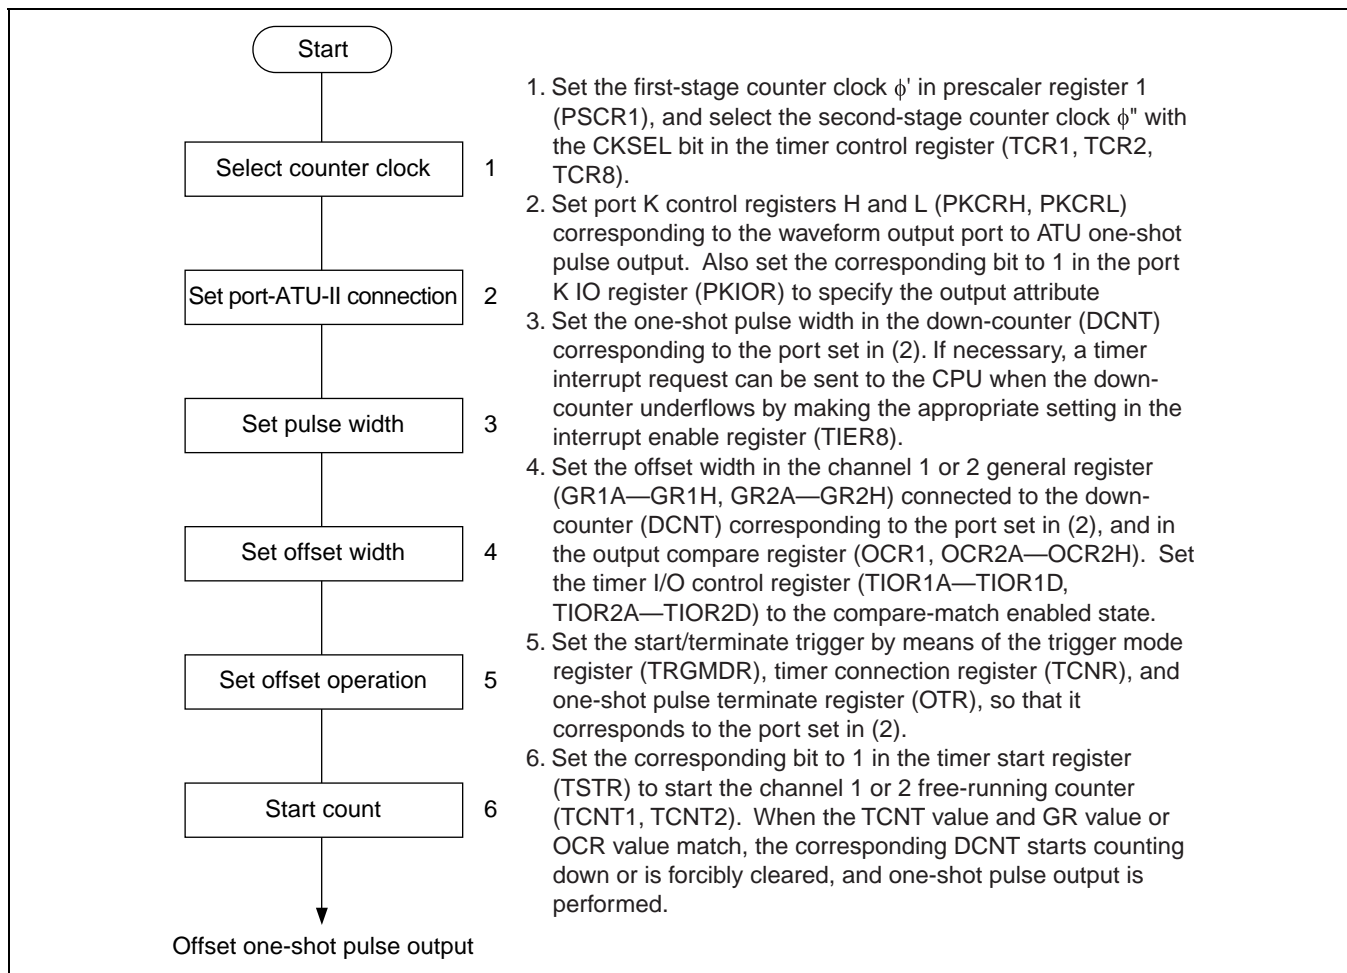 Start
Select counter clock
1
Set port-ATU-II connection
2
Set pulse width
3
Set offset width
4
Set offset operation
5
Start count
6
Offset one-shot pulse output
1. Set the first-stage counter clock ϕ' in prescaler register 1
(PSCR1), and select the second-stage counter clock ϕ" with
the CKSEL bit in the timer control register (TCR1, TCR2,
TCR8).
2. Set port K control registers H and L (PKCRH, PKCRL)
corresponding to the waveform output port to ATU one-shot
pulse output.  Also set the corresponding bit to 1 in the port
K IO register (PKIOR) to specify the output attribute
3. Set the one-shot pulse width in the down-counter (DCNT)
corresponding to the port set in (2). If necessary, a timer
interrupt request can be sent to the CPU when the down-
counter underflows by making the appropriate setting in the
interrupt enable register (TIER8).
4. Set the offset width in the channel 1 or 2 general register
(GR1A—GR1H, GR2A—GR2H) connected to the down-
counter (DCNT) corresponding to the port set in (2), and in
the output compare register (OCR1, OCR2A—OCR2H).  Set
the timer I/O control register (TIOR1A—TIOR1D,
TIOR2A—TIOR2D) to the compare-match enabled state.
5. Set the start/terminate trigger by means of the trigger mode
register (TRGMDR), timer connection register (TCNR), and
one-shot pulse terminate register (OTR), so that it
corresponds to the port set in (2).
6. Set the corresponding bit to 1 in the timer start register
(TSTR) to start the channel 1 or 2 free-running counter
(TCNT1, TCNT2).  When the TCNT value and GR value or
OCR value match, the corresponding DCNT starts counting
down or is forcibly cleared, and one-shot pulse output is
performed.